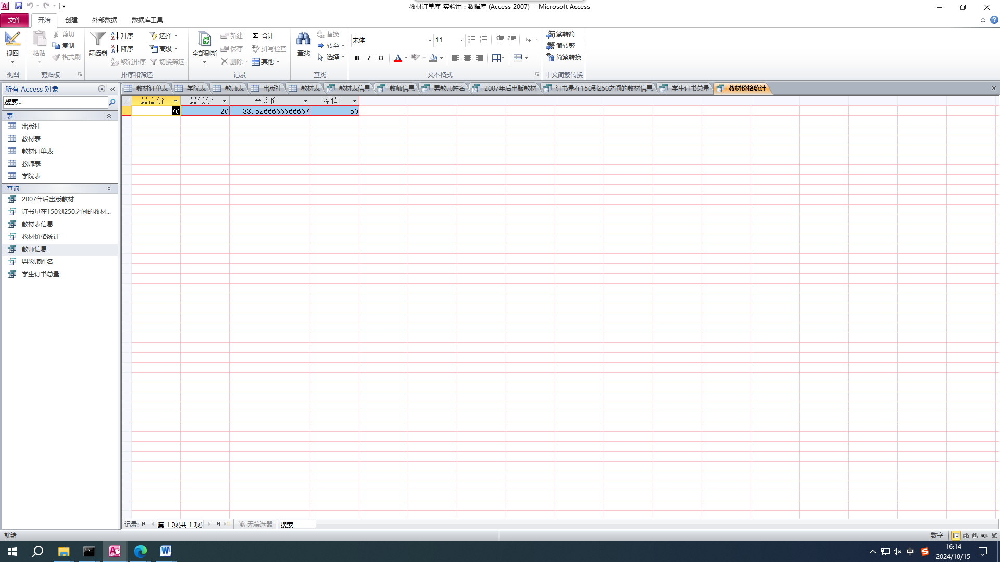 教材订单库-实验用 : 数据库 (Access 2007)  -  Microsoft Access
文件 开始 创建 外部数据 数据库工具
视图
视图
粘贴
剪切
复制
格式刷
剪贴板
筛选器
升序
降序
取消排序
选择
高级
切换筛选
排序和筛选
全部刷新
新建
保存
删除
Σ 合计
拼写检查
其他
记录
查找
替换
转至
选择
查找
宋体 11
B I U
文本格式
繁转简
简转繁
简繁转换
中文简繁转换
所有 Access 对象
搜索...
表
出版社
教材表
教材订单表
教师表
学院表
查询
2007年后出版教材
订书量在150到250之间的教材...
教材表信息
教材价格统计
教师信息
男教师姓名
学生订书总量
教材订单表 学院表 教师表 出版社 教材表 教材表信息 教师信息 男教师姓名 2007年后出版教材 订书量在150到250之间的教材信息 学生订书总量 教材价格统计
最高价 最低价 平均价 差值
70 20 33.5266666666667 50
记录: 第 1 项(共 1 项) 无筛选器 搜索
就绪 数字 SQL
中
16:14
2024/10/15